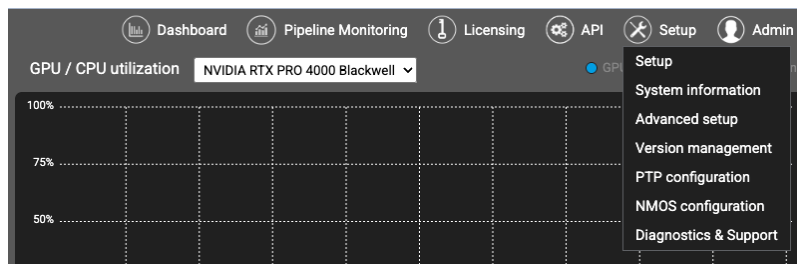 Dashboard Pipeline Monitoring Licensing API Setup Admin
GPU / CPU utilization NVIDIA RTX PRO 4000 Blackwell GPU
Setup
System information
100%
Advanced setup
Version management
75%
PTP configuration
NMOS configuration
50%
Diagnostics & Support